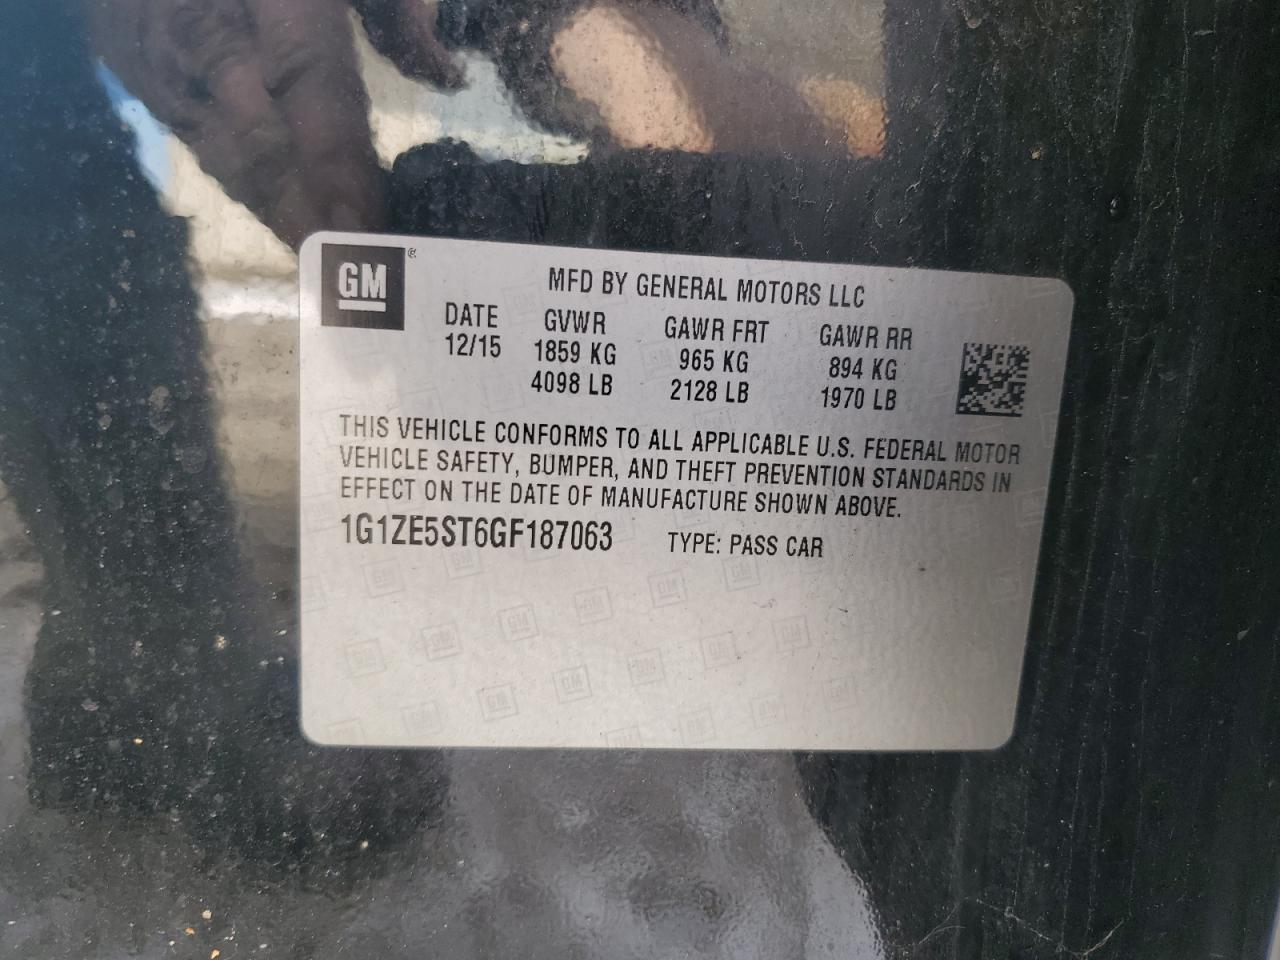 GM
MFD BY GENERAL MOTORS LLC
DATE GVWR GAWR FRT GAWR RR
12/15 1859 KG 965 KG 894 KG
4098 LB 2128 LB 1970 LB
THIS VEHICLE CONFORMS TO ALL APPLICABLE U.S. FEDERAL MOTOR
VEHICLE SAFETY, BUMPER, AND THEFT PREVENTION STANDARDS IN
EFFECT ON THE DATE OF MANUFACTURE SHOWN ABOVE.
1G1ZE5ST6GF187063 TYPE: PASS CAR